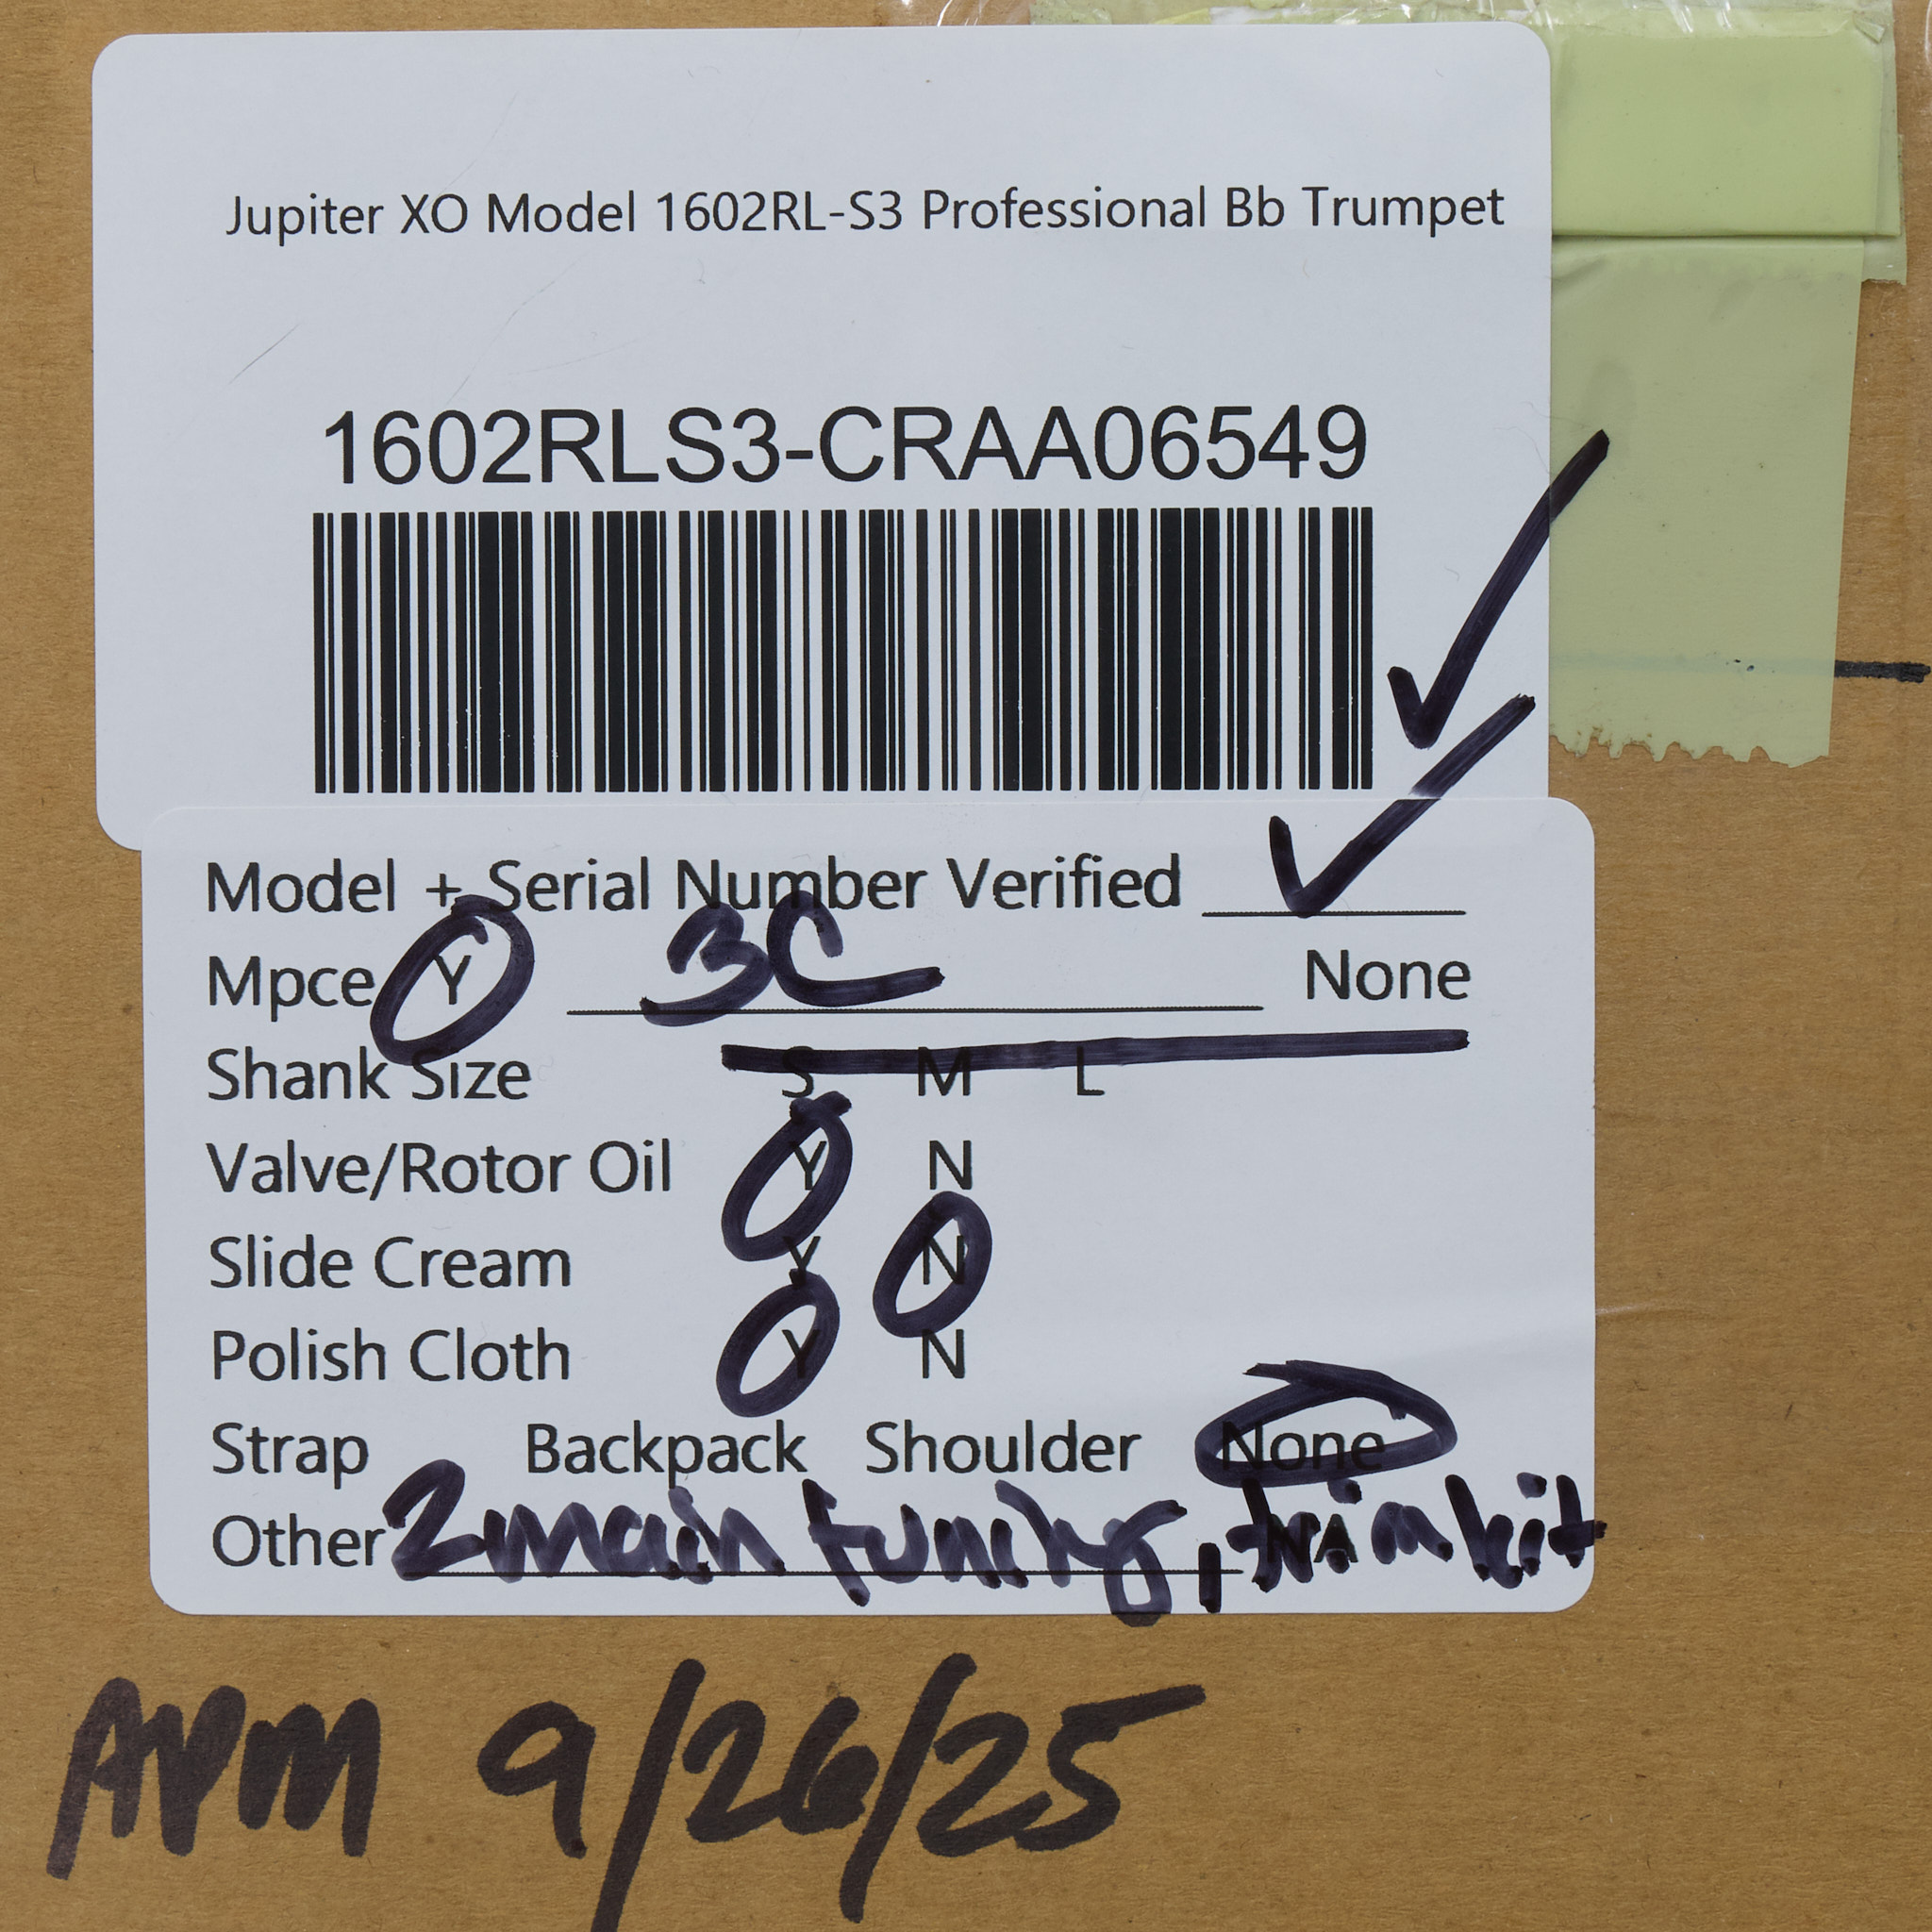 Jupiter XO Model 1602RL-S3 Professional Bb Trumpet
1602RLS3-CRAA06549
Model + Serial Number Verified
Mpce Y 3C None
Shank Size S M L
Valve/Rotor Oil Y N
Slide Cream Y N
Polish Cloth Y N
Strap Backpack Shoulder None
Other 2 main tuning, trim kit NA
APM 9/26/25